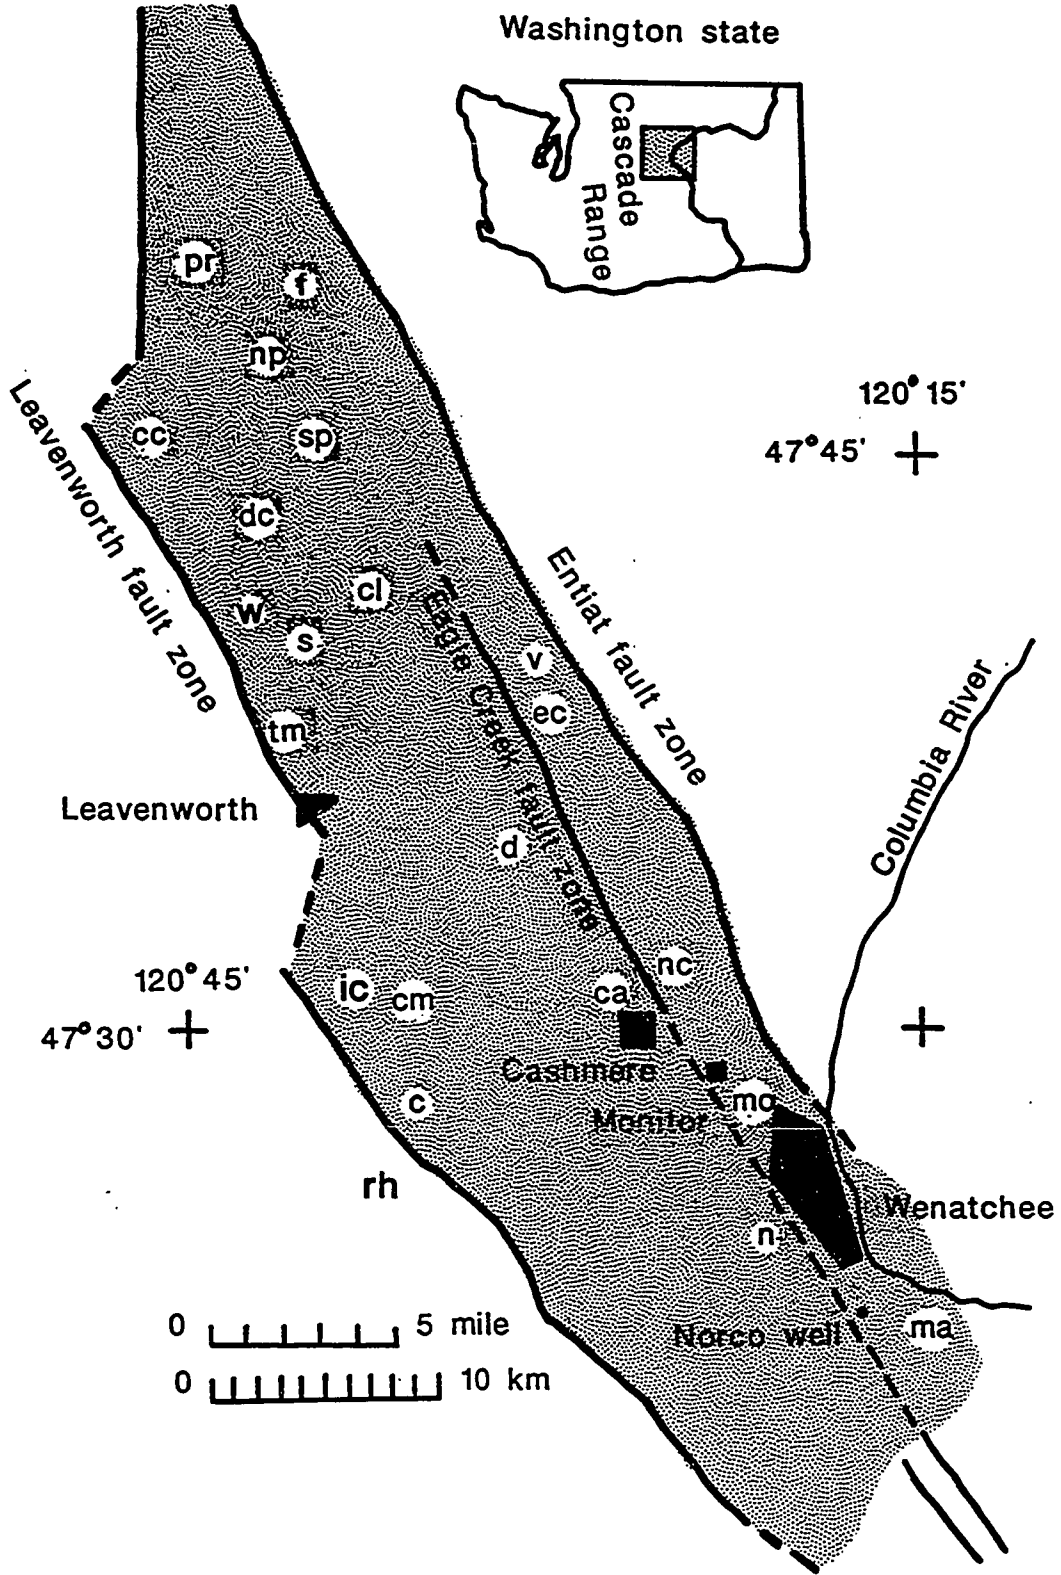 Washington state
Cascade
Range
pr
f
np
120° 15'
47° 45'
cc
sp
Leavenworth fault zone
dc
Entiat fault zone
cl
Eagle Creek fault zone
w
s
v
ec
tm
Columbia River
Leavenworth
d
nc
120° 45'
ic
cm
ca
47° 30'
Cashmere
c
mo
Monitor
rh
Wenatchee
n
0 5 mile
Norco well
ma
0 10 km